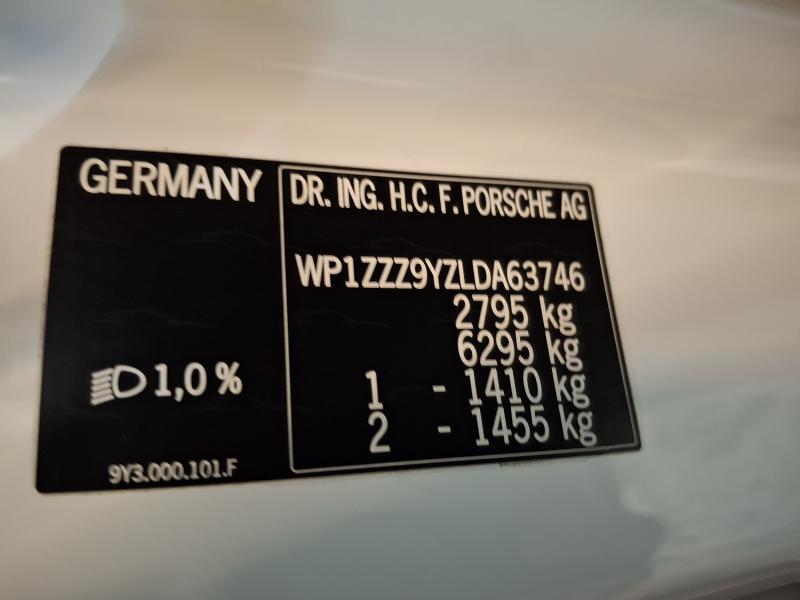 GERMANY
DR. ING. H.C. F. PORSCHE AG
WP1ZZZ9YZLDA63746
2795 kg
6295 kg
1 - 1410 kg
2 - 1455 kg
1,0 %
9Y3.000.101.F